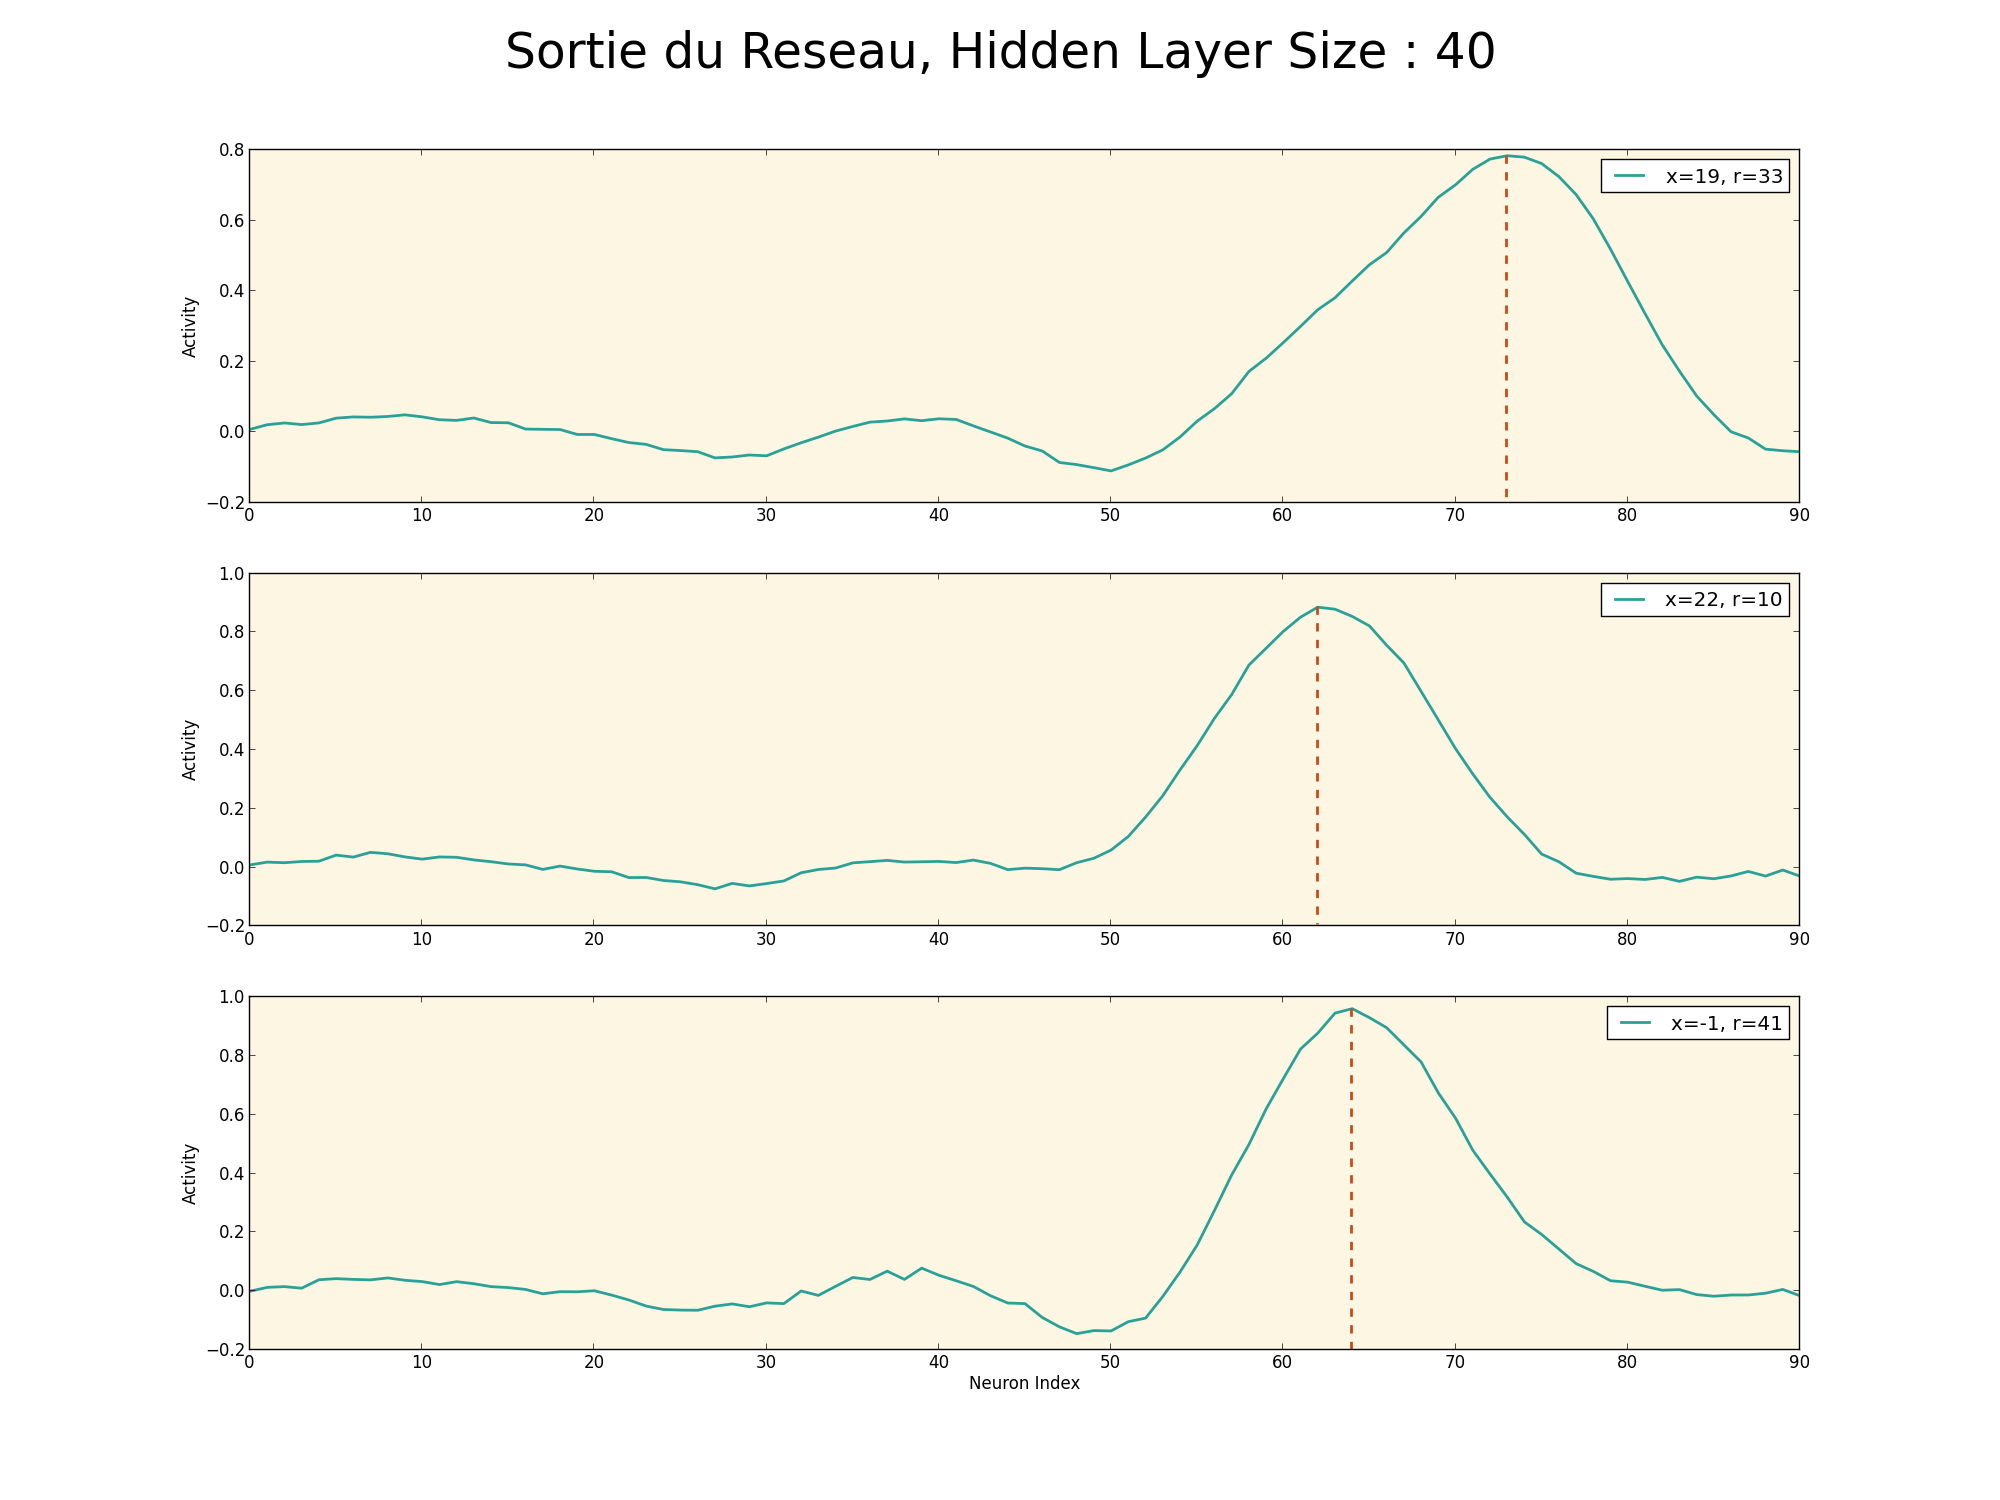 Sortie du Reseau, Hidden Layer Size : 40
0.8
0.6
0.4
0.2
0.0
−0.2
Activity
x=19, r=33
0 10 20 30 40 50 60 70 80 90
1.0
0.8
0.6
0.4
0.2
0.0
−0.2
Activity
x=22, r=10
0 10 20 30 40 50 60 70 80 90
1.0
0.8
0.6
0.4
0.2
0.0
−0.2
Activity
x=-1, r=41
0 10 20 30 40 50 60 70 80 90
Neuron Index